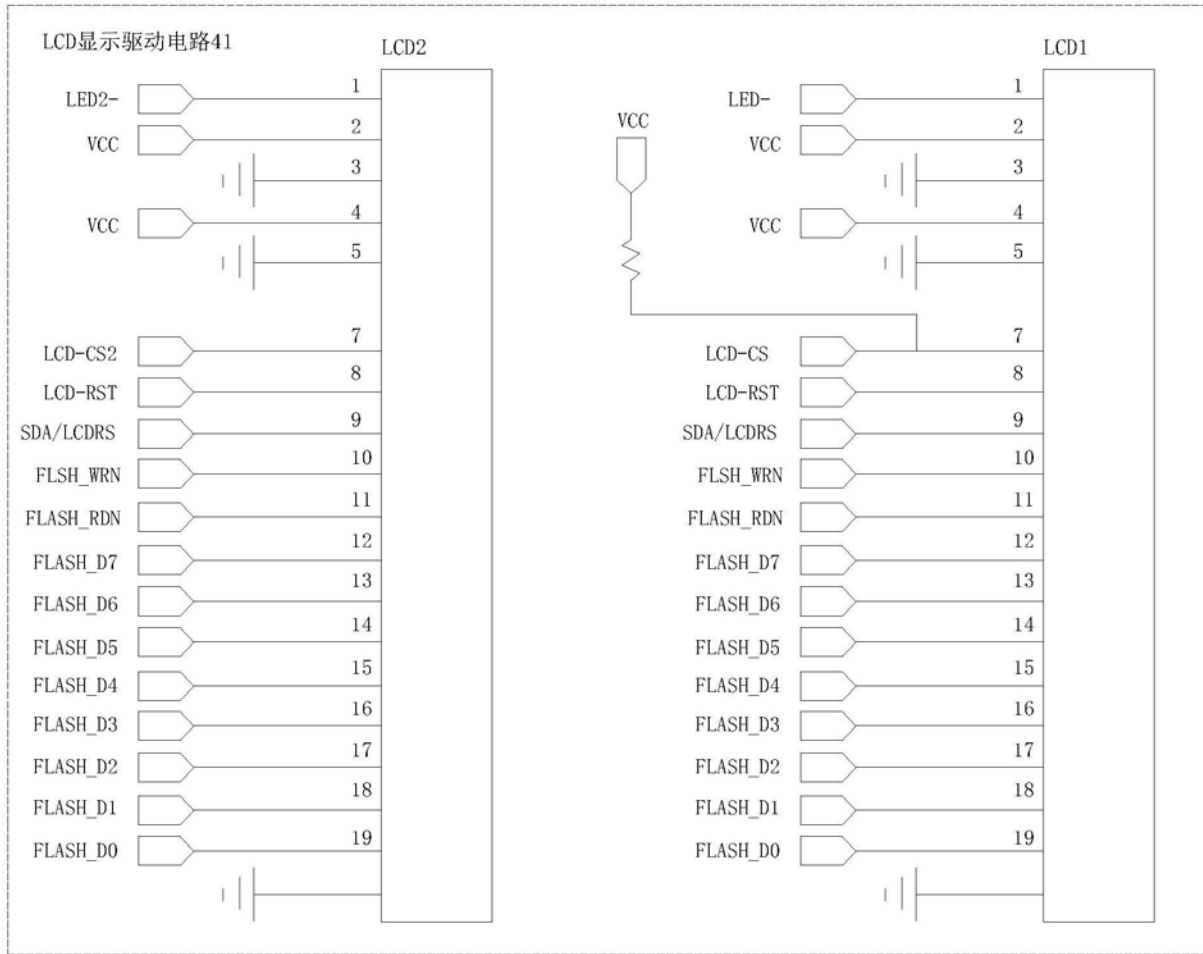 LCD显示驱动电路41
LCD2
LED2- 1
VCC 2
3
VCC 4
5
LCD-CS2 7
LCD-RST 8
SDA/LCDRS 9
FLSH_WRN 10
FLASH_RDN 11
FLASH_D7 12
FLASH_D6 13
FLASH_D5 14
FLASH_D4 15
FLASH_D3 16
FLASH_D2 17
FLASH_D1 18
FLASH_D0 19
LCD1
VCC
LED- 1
VCC 2
3
VCC 4
5
LCD-CS 7
LCD-RST 8
SDA/LCDRS 9
FLSH_WRN 10
FLASH_RDN 11
FLASH_D7 12
FLASH_D6 13
FLASH_D5 14
FLASH_D4 15
FLASH_D3 16
FLASH_D2 17
FLASH_D1 18
FLASH_D0 19